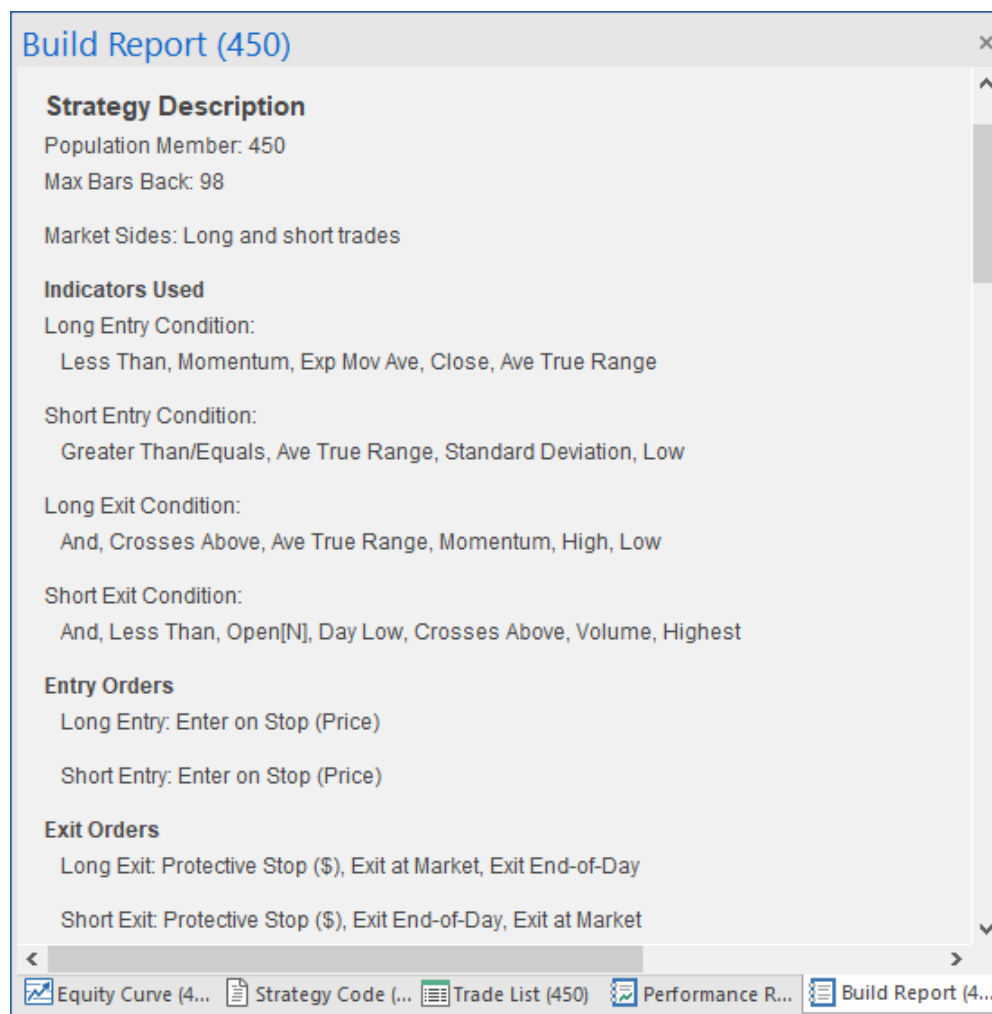 Build Report (450)
Strategy Description
Population Member: 450
Max Bars Back: 98
Market Sides: Long and short trades
Indicators Used
Long Entry Condition:
Less Than, Momentum, Exp Mov Ave, Close, Ave True Range
Short Entry Condition:
Greater Than/Equals, Ave True Range, Standard Deviation, Low
Long Exit Condition:
And, Crosses Above, Ave True Range, Momentum, High, Low
Short Exit Condition:
And, Less Than, Open[N], Day Low, Crosses Above, Volume, Highest
Entry Orders
Long Entry: Enter on Stop (Price)
Short Entry: Enter on Stop (Price)
Exit Orders
Long Exit: Protective Stop ($), Exit at Market, Exit End-of-Day
Short Exit: Protective Stop ($), Exit End-of-Day, Exit at Market
Equity Curve (4... Strategy Code (... Trade List (450) Performance R... Build Report (4...